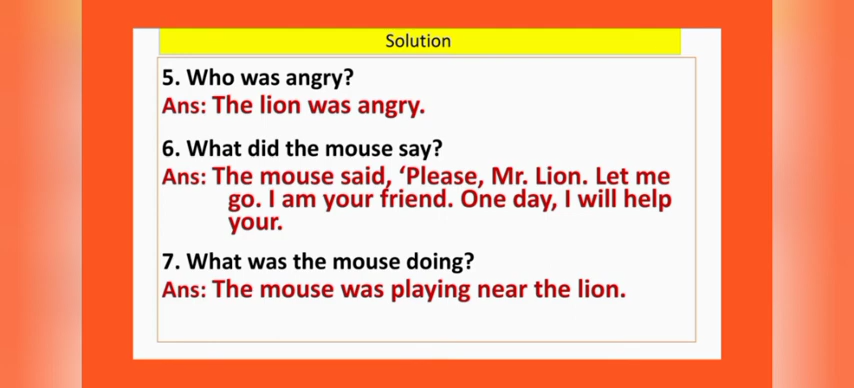 Solution
5. Who was angry?
Ans: The lion was angry.
6. What did the mouse say?
Ans: The mouse said, ‘Please, Mr. Lion. Let me
go. I am your friend. One day, I will help
your.
7. What was the mouse doing?
Ans: The mouse was playing near the lion.